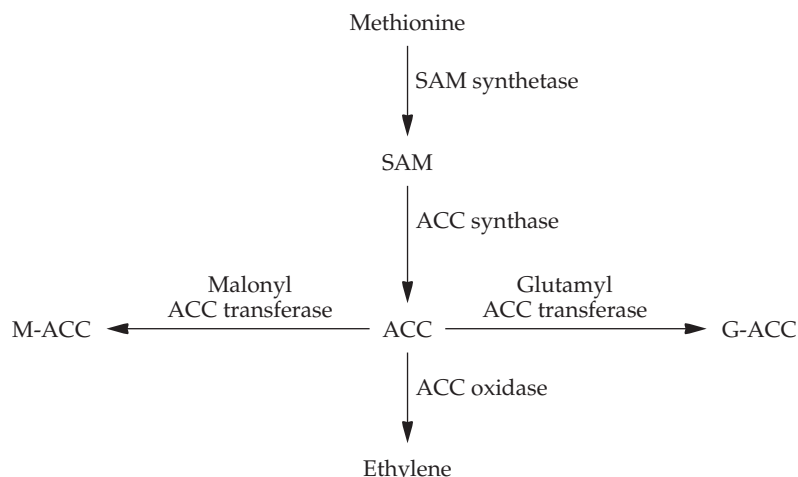 Methionine
SAM synthetase
SAM
ACC synthase
Malonyl
ACC transferase
Glutamyl
ACC transferase
M-ACC
ACC
G-ACC
ACC oxidase
Ethylene